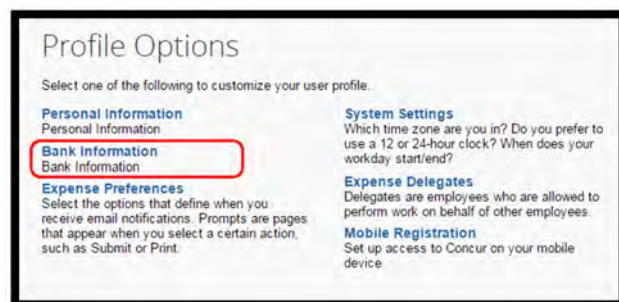 Profile Options
Select one of the following to customize your user profile.
Personal Information
Personal Information
Bank Information
Bank Information
Expense Preferences
Select the options that define when you
receive email notifications. Prompts are pages
that appear when you select a certain action,
such as Submit or Print.
System Settings
Which time zone are you in? Do you prefer to
use a 12 or 24-hour clock? When does your
workday start/end?
Expense Delegates
Delegates are employees who are allowed to
perform work on behalf of other employees.
Mobile Registration
Set up access to Concur on your mobile
device